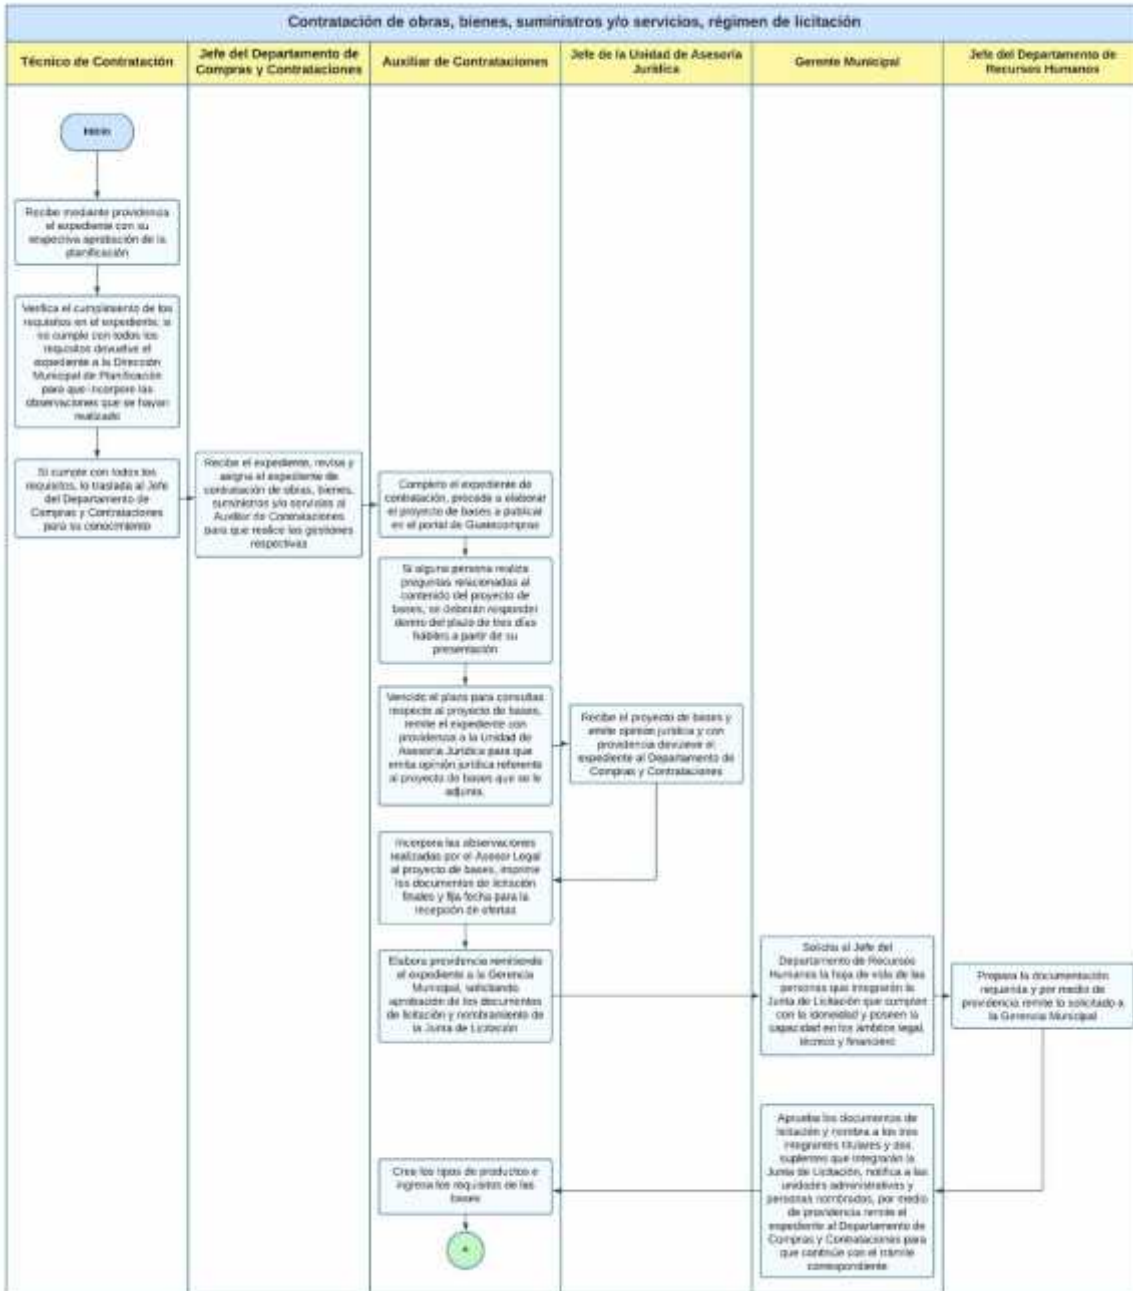 Contratación de obras, bienes, suministros y/o servicios, régimen de licitación
Técnico de Contratación
Jefe del Departamento de
Compras y Contrataciones
Auxiliar de Contrataciones
Jefe de la Unidad de Asesoría
Jurídica
Gerente Municipal
Jefe del Departamento de
Recursos Humanos
Inicio
Recibe mediante providencia
el expediente con su
respectiva aprobación de la
planificación
Verifica el cumplimiento de los
requisitos en el expediente, si
no cumple con todos los
requisitos devuelve el
expediente a la Dirección
Municipal de Planificación
para que incorpore las
observaciones que se hayan
realizado
Si cumple con todos los
requisitos, lo traslada al Jefe
del Departamento de
Compras y Contrataciones
para su conocimiento
Recibe el expediente, revisa y
asigna el expediente de
contratación de obras, bienes,
suministros y/o servicios al
Auxiliar de Contrataciones
para que realice las gestiones
respectivas
Completo el expediente de
contratación, procede a elaborar
el proyecto de bases a publicar
en el portal de Guatecompras
Si alguna persona realiza
preguntas relacionadas al
contenido del proyecto de
bases, se deberán responder
dentro del plazo de tres días
hábiles a partir de su
presentación
Vencido el plazo para consultas
respecto al proyecto de bases,
remite el expediente con
providencia a la Unidad de
Asesoría Jurídica para que
emita opinión jurídica referente
al proyecto de bases que se le
adjunta.
Recibe el proyecto de bases y
emite opinión jurídica y con
providencia devuelve el
expediente al Departamento de
Compras y Contrataciones
Incorpora las observaciones
realizadas por el Asesor Legal
al proyecto de bases, imprime
los documentos de licitación
finales y fija fecha para la
recepción de ofertas
Elabora providencia remitiendo
el expediente a la Gerencia
Municipal, solicitando
aprobación de los documentos
de licitación y nombramiento de
la Junta de Licitación
Solicita al Jefe del
Departamento de Recursos
Humanos la hoja de vida de las
personas que integrarán la
Junta de Licitación que cumplen
con la idoneidad y poseen la
capacidad en los ámbitos legal,
técnico y financiero
Prepara la documentación
requerida y por medio de
providencia remite lo solicitado a
la Gerencia Municipal
Aprueba los documentos de
licitación y nombra a los tres
integrantes titulares y dos
suplentes que integrarán la
Junta de Licitación, notifica a las
unidades administrativas y
personas nombradas, por medio
de providencia remite el
expediente al Departamento de
Compras y Contrataciones para
que continúe con el trámite
correspondiente
Crea los tipos de productos e
ingresa los requisitos de las
bases